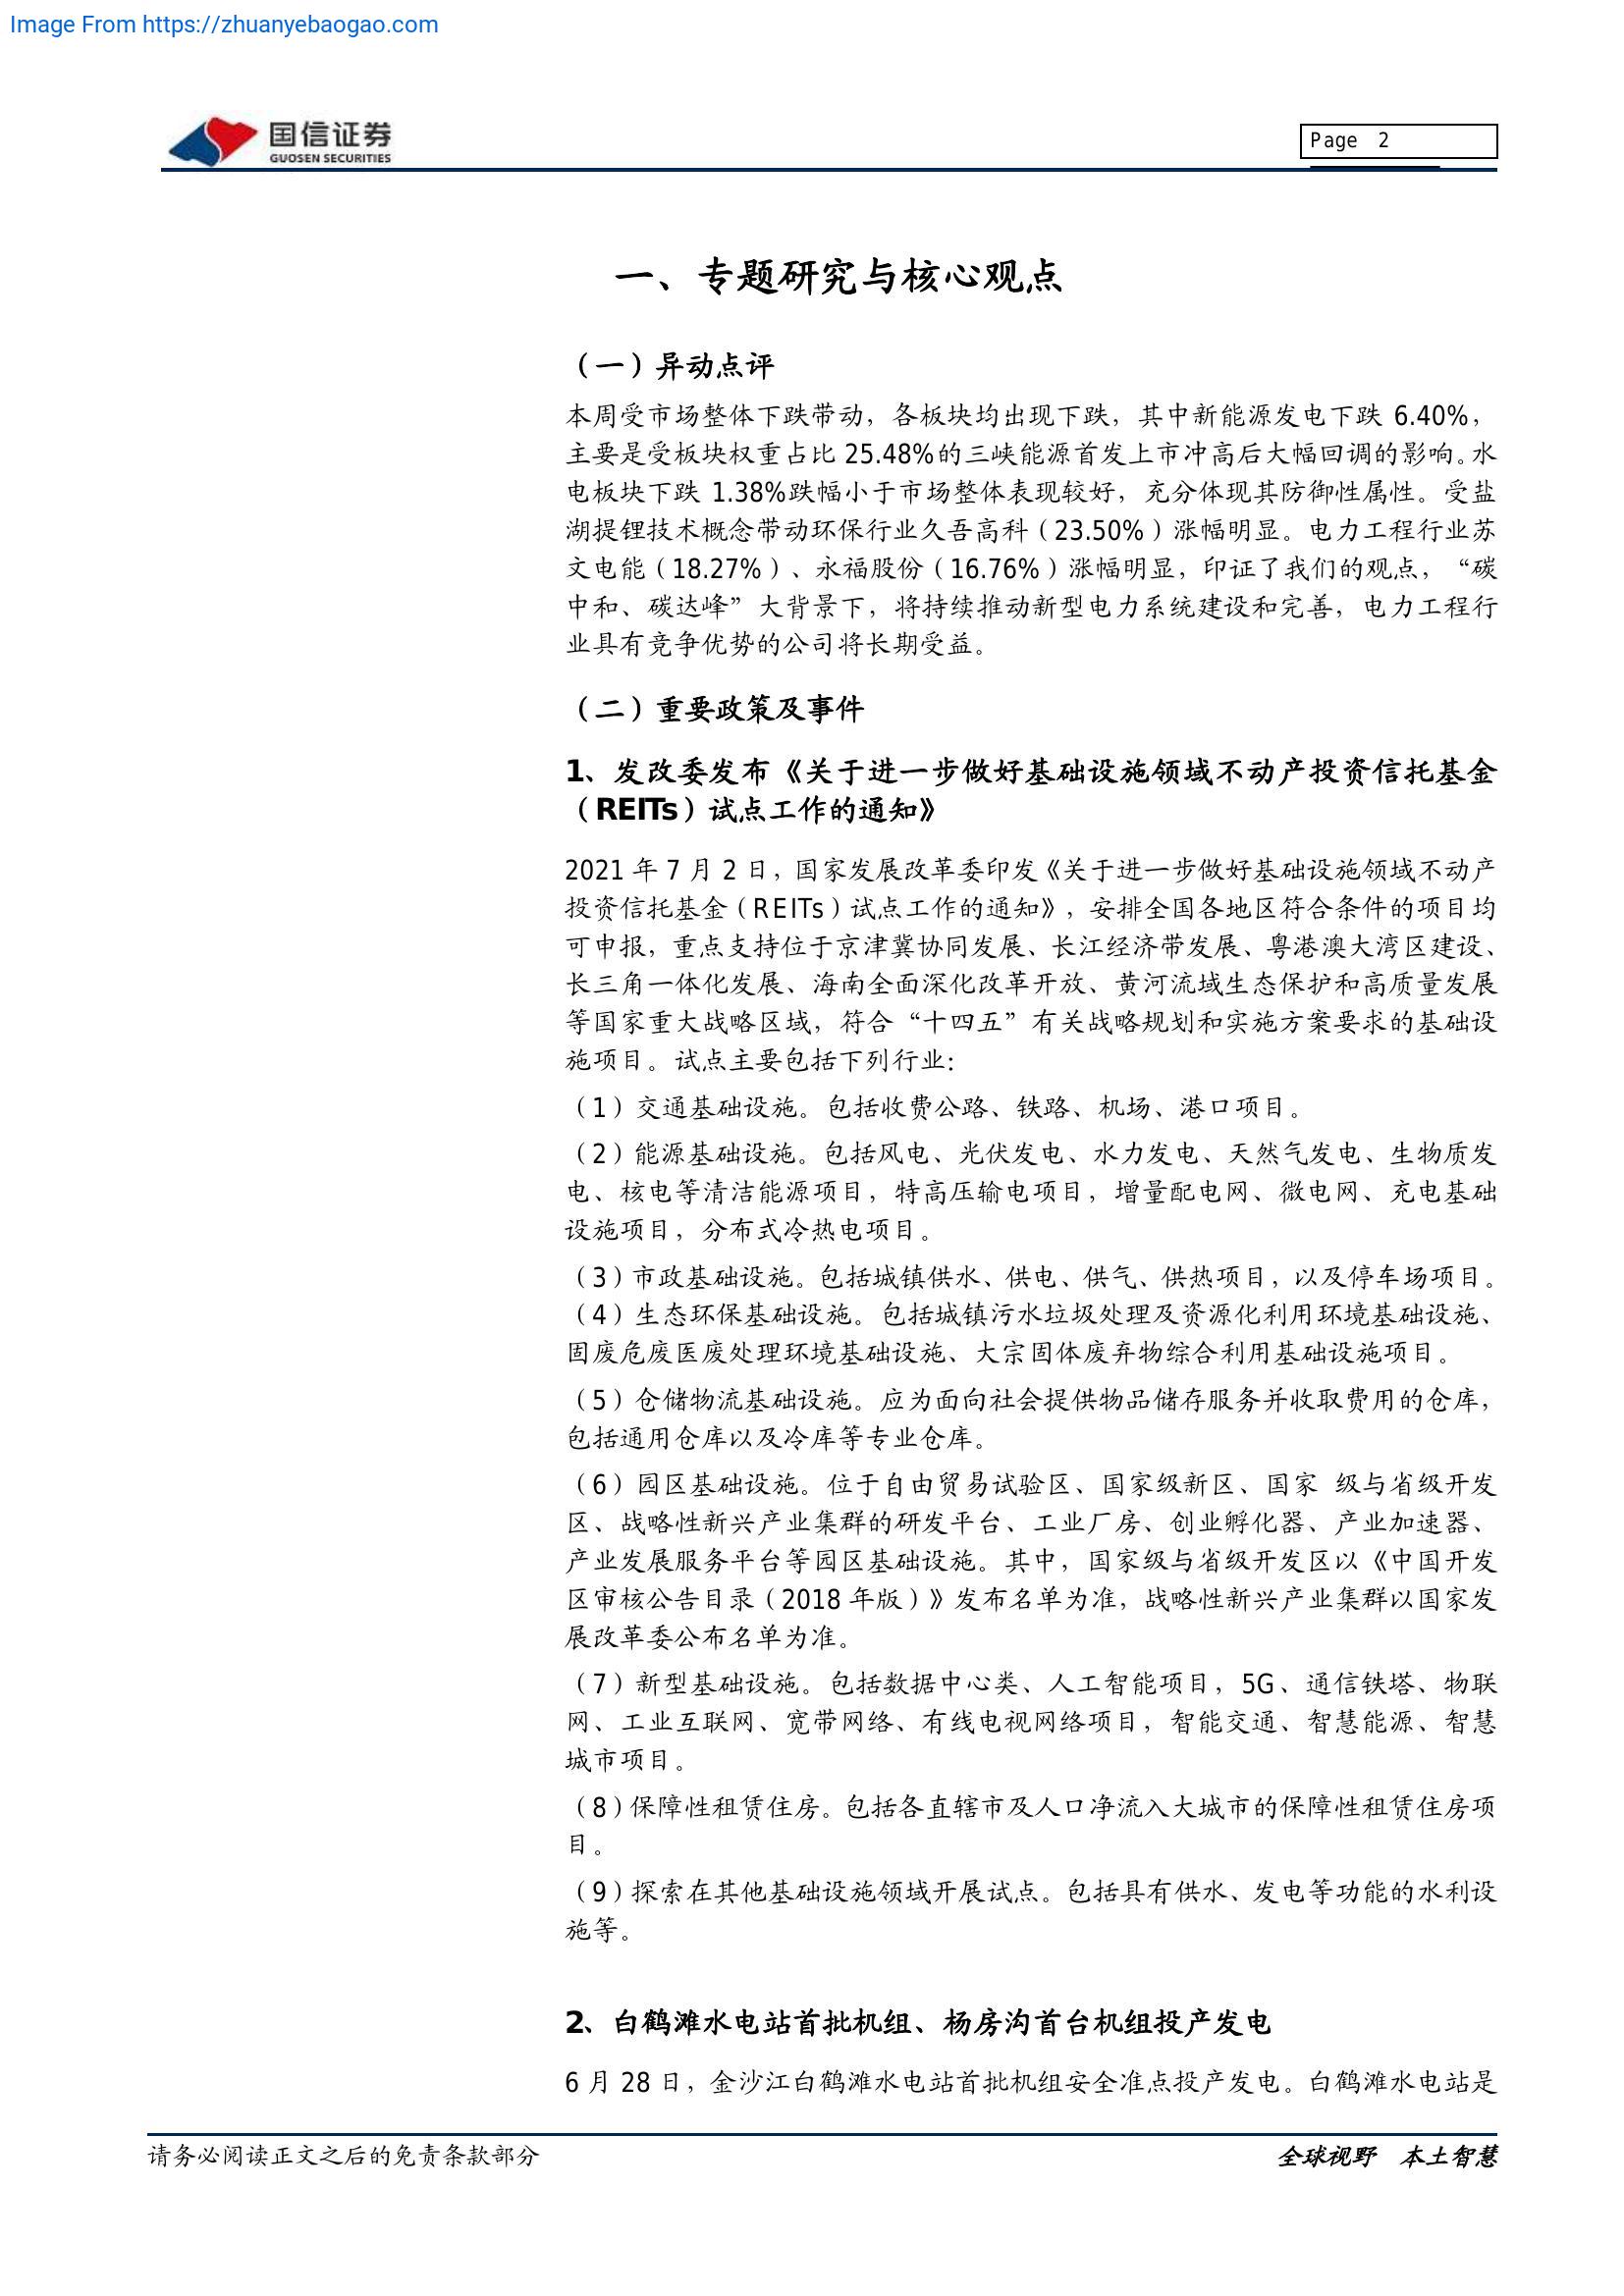 Image From https://zhuanyebaogao.com
国信证券
GUOSEN SECURITIES
Page 2
一、专题研究与核心观点
（一）异动点评
本周受市场整体下跌带动，各板块均出现下跌，其中新能源发电下跌 6.40%，
主要是受板块权重占比 25.48%的三峡能源首发上市冲高后大幅回调的影响。水
电板块下跌 1.38%跌幅小于市场整体表现较好，充分体现其防御性属性。受盐
湖提锂技术概念带动环保行业久吾高科（23.50%）涨幅明显。电力工程行业苏
文电能（18.27%）、永福股份（16.76%）涨幅明显，印证了我们的观点，“碳
中和、碳达峰”大背景下，将持续推动新型电力系统建设和完善，电力工程行
业具有竞争优势的公司将长期受益。
（二）重要政策及事件
1、发改委发布《关于进一步做好基础设施领域不动产投资信托基金
（REITs）试点工作的通知》
2021 年 7 月 2 日，国家发展改革委印发《关于进一步做好基础设施领域不动产
投资信托基金（REITs）试点工作的通知》，安排全国各地区符合条件的项目均
可申报，重点支持位于京津冀协同发展、长江经济带发展、粤港澳大湾区建设、
长三角一体化发展、海南全面深化改革开放、黄河流域生态保护和高质量发展
等国家重大战略区域，符合“十四五”有关战略规划和实施方案要求的基础设
施项目。试点主要包括下列行业：
（1）交通基础设施。包括收费公路、铁路、机场、港口项目。
（2）能源基础设施。包括风电、光伏发电、水力发电、天然气发电、生物质发
电、核电等清洁能源项目，特高压输电项目，增量配电网、微电网、充电基础
设施项目，分布式冷热电项目。
（3）市政基础设施。包括城镇供水、供电、供气、供热项目，以及停车场项目。
（4）生态环保基础设施。包括城镇污水垃圾处理及资源化利用环境基础设施、
固废危废医废处理环境基础设施、大宗固体废弃物综合利用基础设施项目。
（5）仓储物流基础设施。应为面向社会提供物品储存服务并收取费用的仓库，
包括通用仓库以及冷库等专业仓库。
（6）园区基础设施。位于自由贸易试验区、国家级新区、国家 级与省级开发
区、战略性新兴产业集群的研发平台、工业厂房、创业孵化器、产业加速器、
产业发展服务平台等园区基础设施。其中，国家级与省级开发区以《中国开发
区审核公告目录（2018 年版）》发布名单为准，战略性新兴产业集群以国家发
展改革委公布名单为准。
（7）新型基础设施。包括数据中心类、人工智能项目，5G、通信铁塔、物联
网、工业互联网、宽带网络、有线电视网络项目，智能交通、智慧能源、智慧
城市项目。
（8）保障性租赁住房。包括各直辖市及人口净流入大城市的保障性租赁住房项
目。
（9）探索在其他基础设施领域开展试点。包括具有供水、发电等功能的水利设
施等。
2、白鹤滩水电站首批机组、杨房沟首台机组投产发电
6 月 28 日，金沙江白鹤滩水电站首批机组安全准点投产发电。白鹤滩水电站是
请务必阅读正文之后的免责条款部分
全球视野 本土智慧